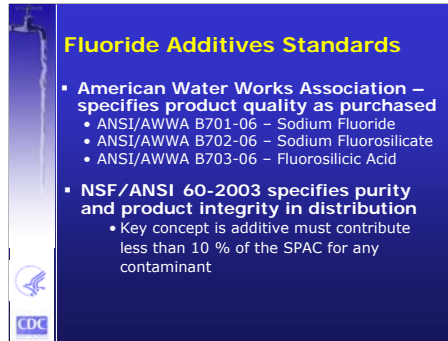 Fluoride Additives Standards
▪ American Water Works Association –
specifies product quality as purchased
• ANSI/AWWA B701-06 – Sodium Fluoride
• ANSI/AWWA B702-06 – Sodium Fluorosilicate
• ANSI/AWWA B703-06 – Fluorosilicic Acid
▪ NSF/ANSI 60-2003 specifies purity
and product integrity in distribution
• Key concept is additive must contribute
less than 10 % of the SPAC for any
contaminant
CDC